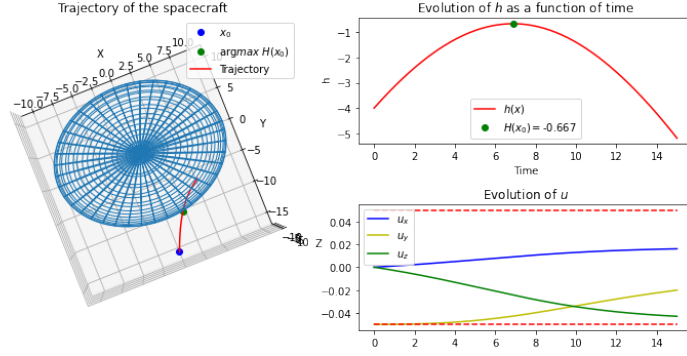 Trajectory of the spacecraft
x₀
argmax H(x₀)
Trajectory
X
−10.0 −7.5 −5.0 −2.5 0.0 2.5 5.0 7.5 10.0
10
5
0
−5
−10
−15
Y
Z
Evolution of h as a function of time
h
−1
−2
−3
−4
−5
h(x)
H(x₀) = -0.667
0 2 4 6 8 10 12 14
Time
Evolution of u
0.04
0.02
0.00
−0.02
−0.04
uₓ
u_y
u_z
0 2 4 6 8 10 12 14